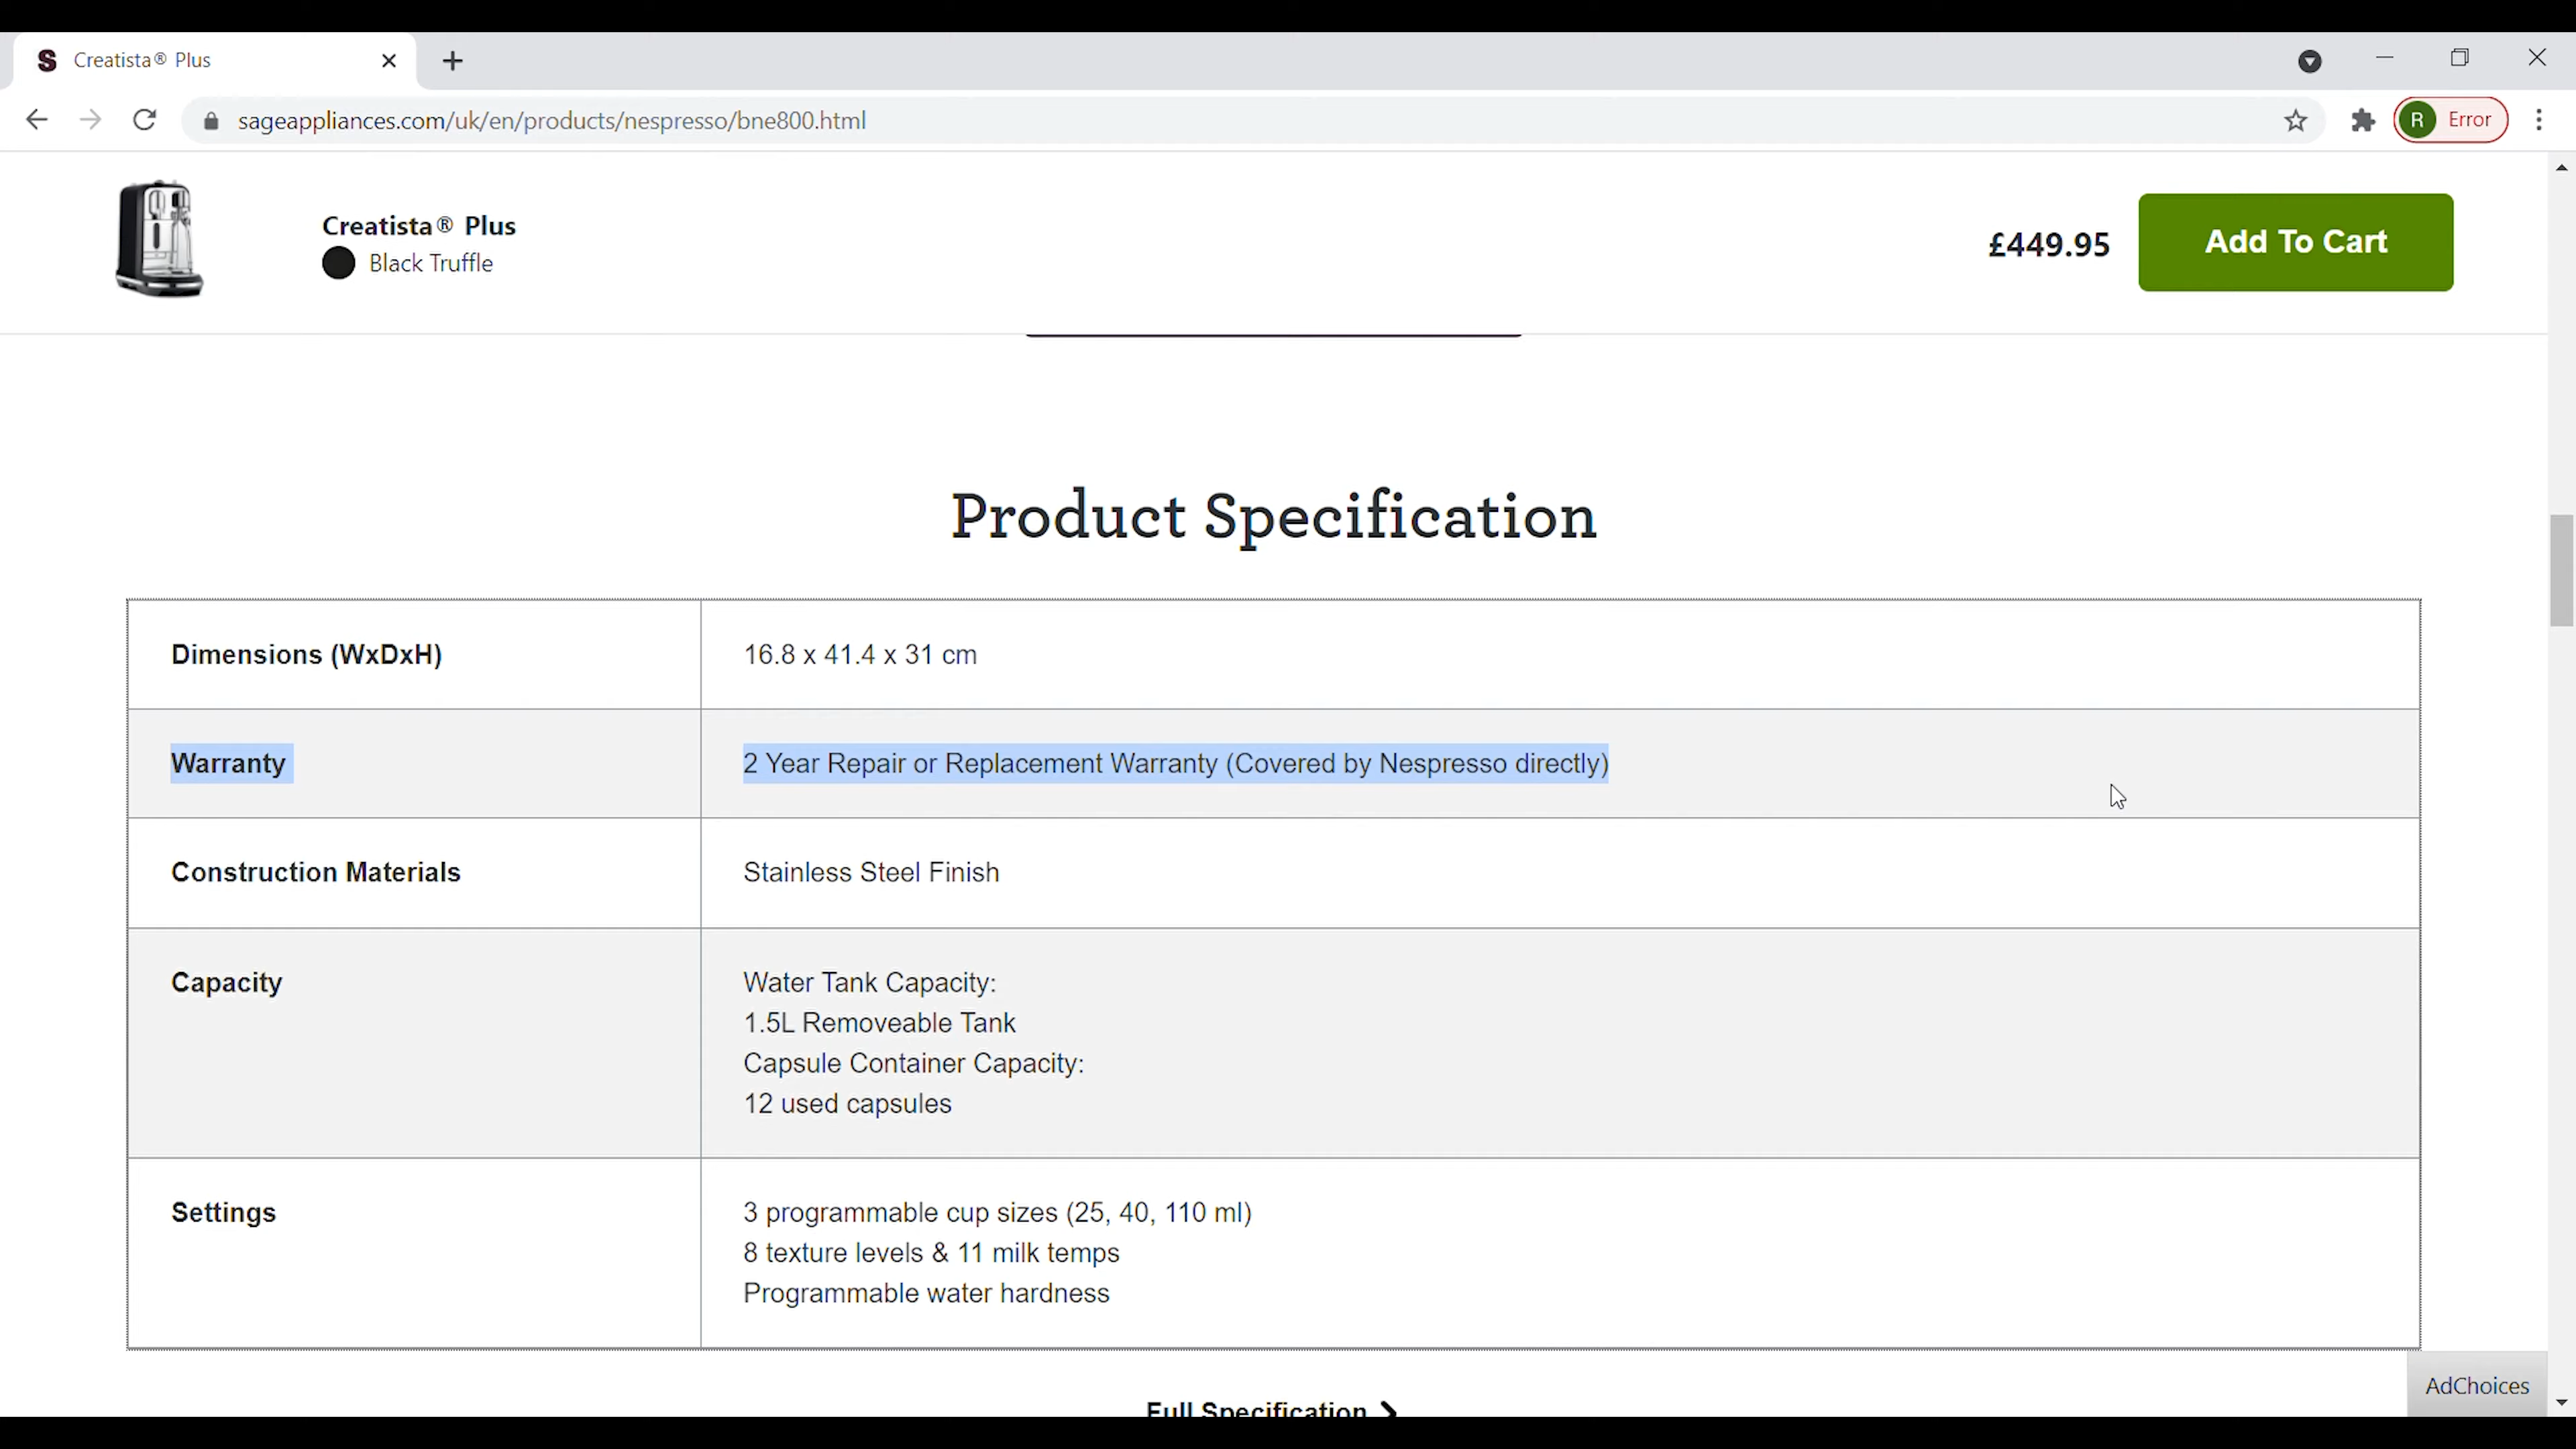 S Creatista® Plus
sageappliances.com/uk/en/products/nespresso/bne800.html
R Error
Creatista® Plus
Black Truffle
£449.95
Add To Cart
Product Specification
Dimensions (WxDxH)
16.8 x 41.4 x 31 cm
Warranty
2 Year Repair or Replacement Warranty (Covered by Nespresso directly)
Construction Materials
Stainless Steel Finish
Capacity
Water Tank Capacity:
1.5L Removeable Tank
Capsule Container Capacity:
12 used capsules
Settings
3 programmable cup sizes (25, 40, 110 ml)
8 texture levels & 11 milk temps
Programmable water hardness
AdChoices
Full Specification